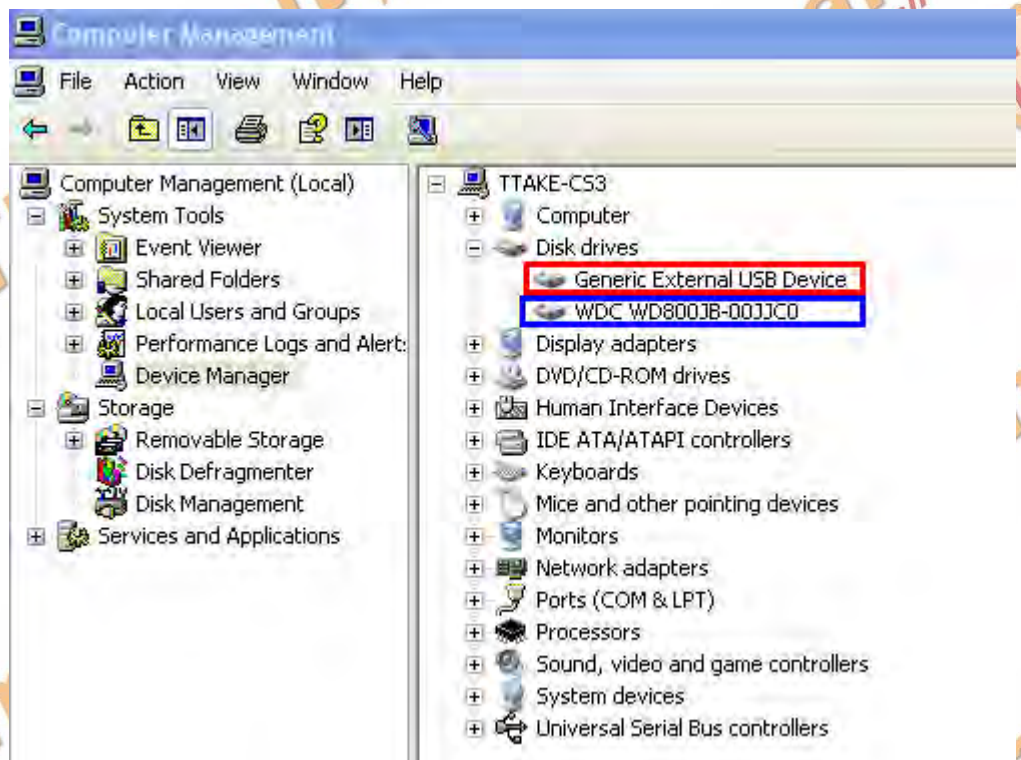 Computer Management
File Action View Window Help
Computer Management (Local)
System Tools
Event Viewer
Shared Folders
Local Users and Groups
Performance Logs and Alert:
Device Manager
Storage
Removable Storage
Disk Defragmenter
Disk Management
Services and Applications
TTAKE-CS3
Computer
Disk drives
Generic External USB Device
WDC WD800JB-00JJC0
Display adapters
DVD/CD-ROM drives
Human Interface Devices
IDE ATA/ATAPI controllers
Keyboards
Mice and other pointing devices
Monitors
Network adapters
Ports (COM & LPT)
Processors
Sound, video and game controllers
System devices
Universal Serial Bus controllers